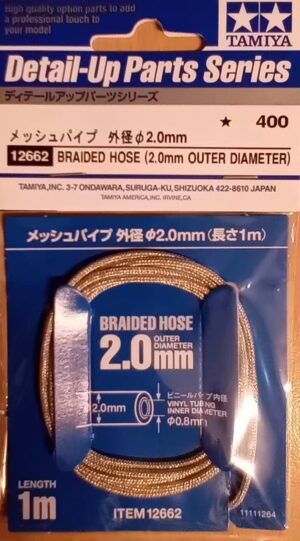 High quality option parts to add
a professional touch to
your model
TAMIYA
Detail-Up Parts Series
ディテールアップパーツシリーズ
★ 400
メッシュパイプ 外径φ2.0mm
12662 BRAIDED HOSE (2.0mm OUTER DIAMETER)
TAMIYA,INC. 3-7 ONDAWARA, SURUGA-KU, SHIZUOKA 422-8610 JAPAN
TAMIYA AMERICA, INC. IRVINE,CA
メッシュパイプ 外径φ2.0mm(長さ1m)
BRAIDED HOSE
2.0mm OUTER DIAMETER
2.0mm
ビニールパイプ内径
VINYL TUBING
INNER DIAMETER
φ0.8mm
LENGTH
1m
ITEM 12662
11111264